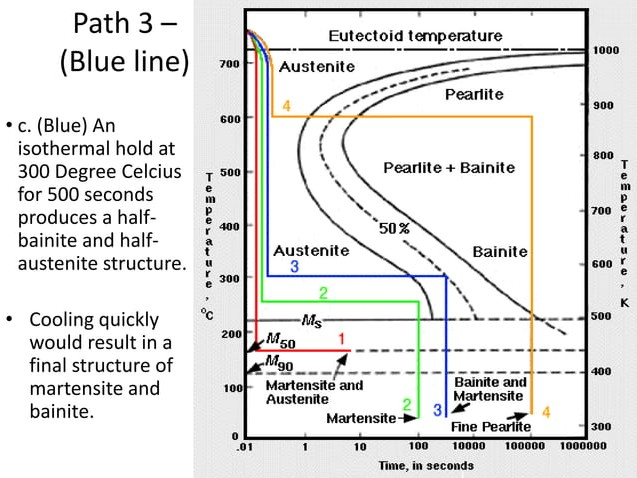 Path 3 –
(Blue line)
• c. (Blue) An
isothermal hold at
300 Degree Celcius
for 500 seconds
produces a half-
bainite and half-
austenite structure.
• Cooling quickly
would result in a
final structure of
martensite and
bainite.
Eutectoid temperature
Austenite
Pearlite
4
Pearlite + Bainite
50%
Austenite
Bainite
3
2
Ms
M50
1
M90
Martensite and
Austenite
Bainite and
Martensite
2
3
4
Martensite
Fine Pearlite
700
600
500
400
300
200
100
0
Temperature, °C
1000
900
800
700
600
500
400
300
Temperature, K
.01
1
10
100
1000
10000
100000
1000000
Time, in seconds